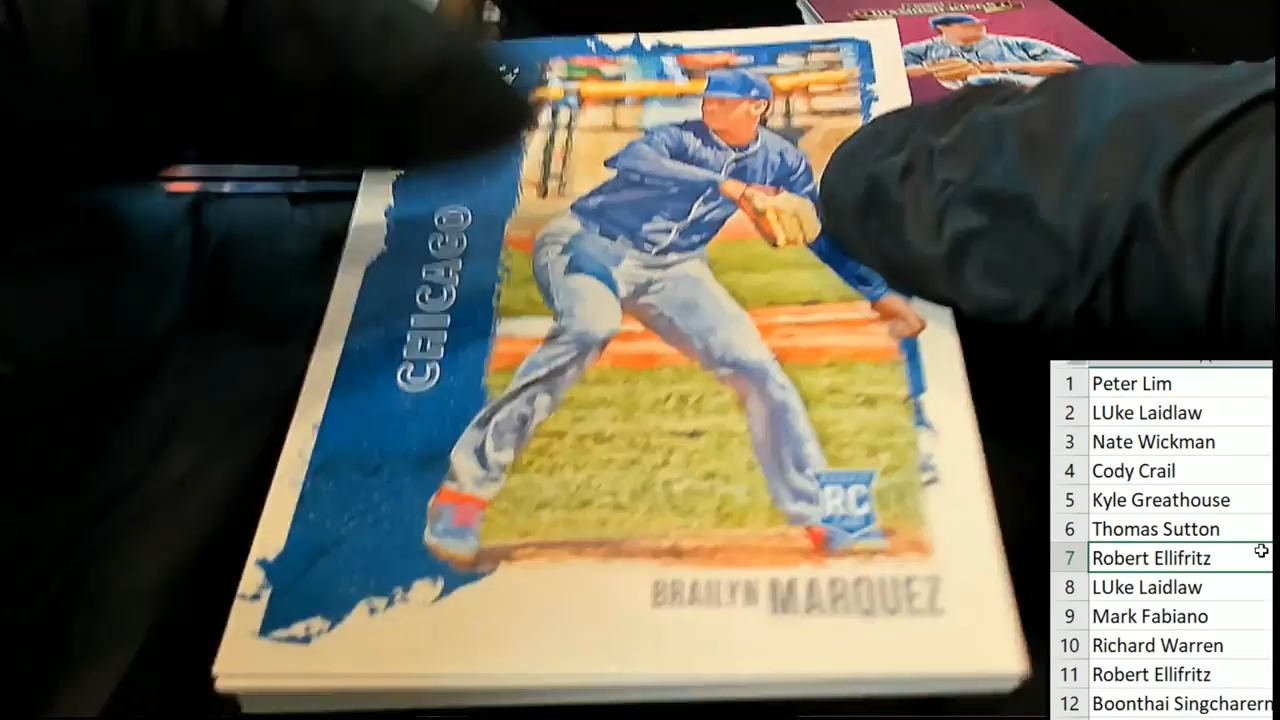 CHICAGO
RC
BRAILYN MARQUEZ
1 Peter Lim
2 LUke Laidlaw
3 Nate Wickman
4 Cody Crail
5 Kyle Greathouse
6 Thomas Sutton
7 Robert Ellifritz
8 LUke Laidlaw
9 Mark Fabiano
10 Richard Warren
11 Robert Ellifritz
12 Boonthai Singcharern